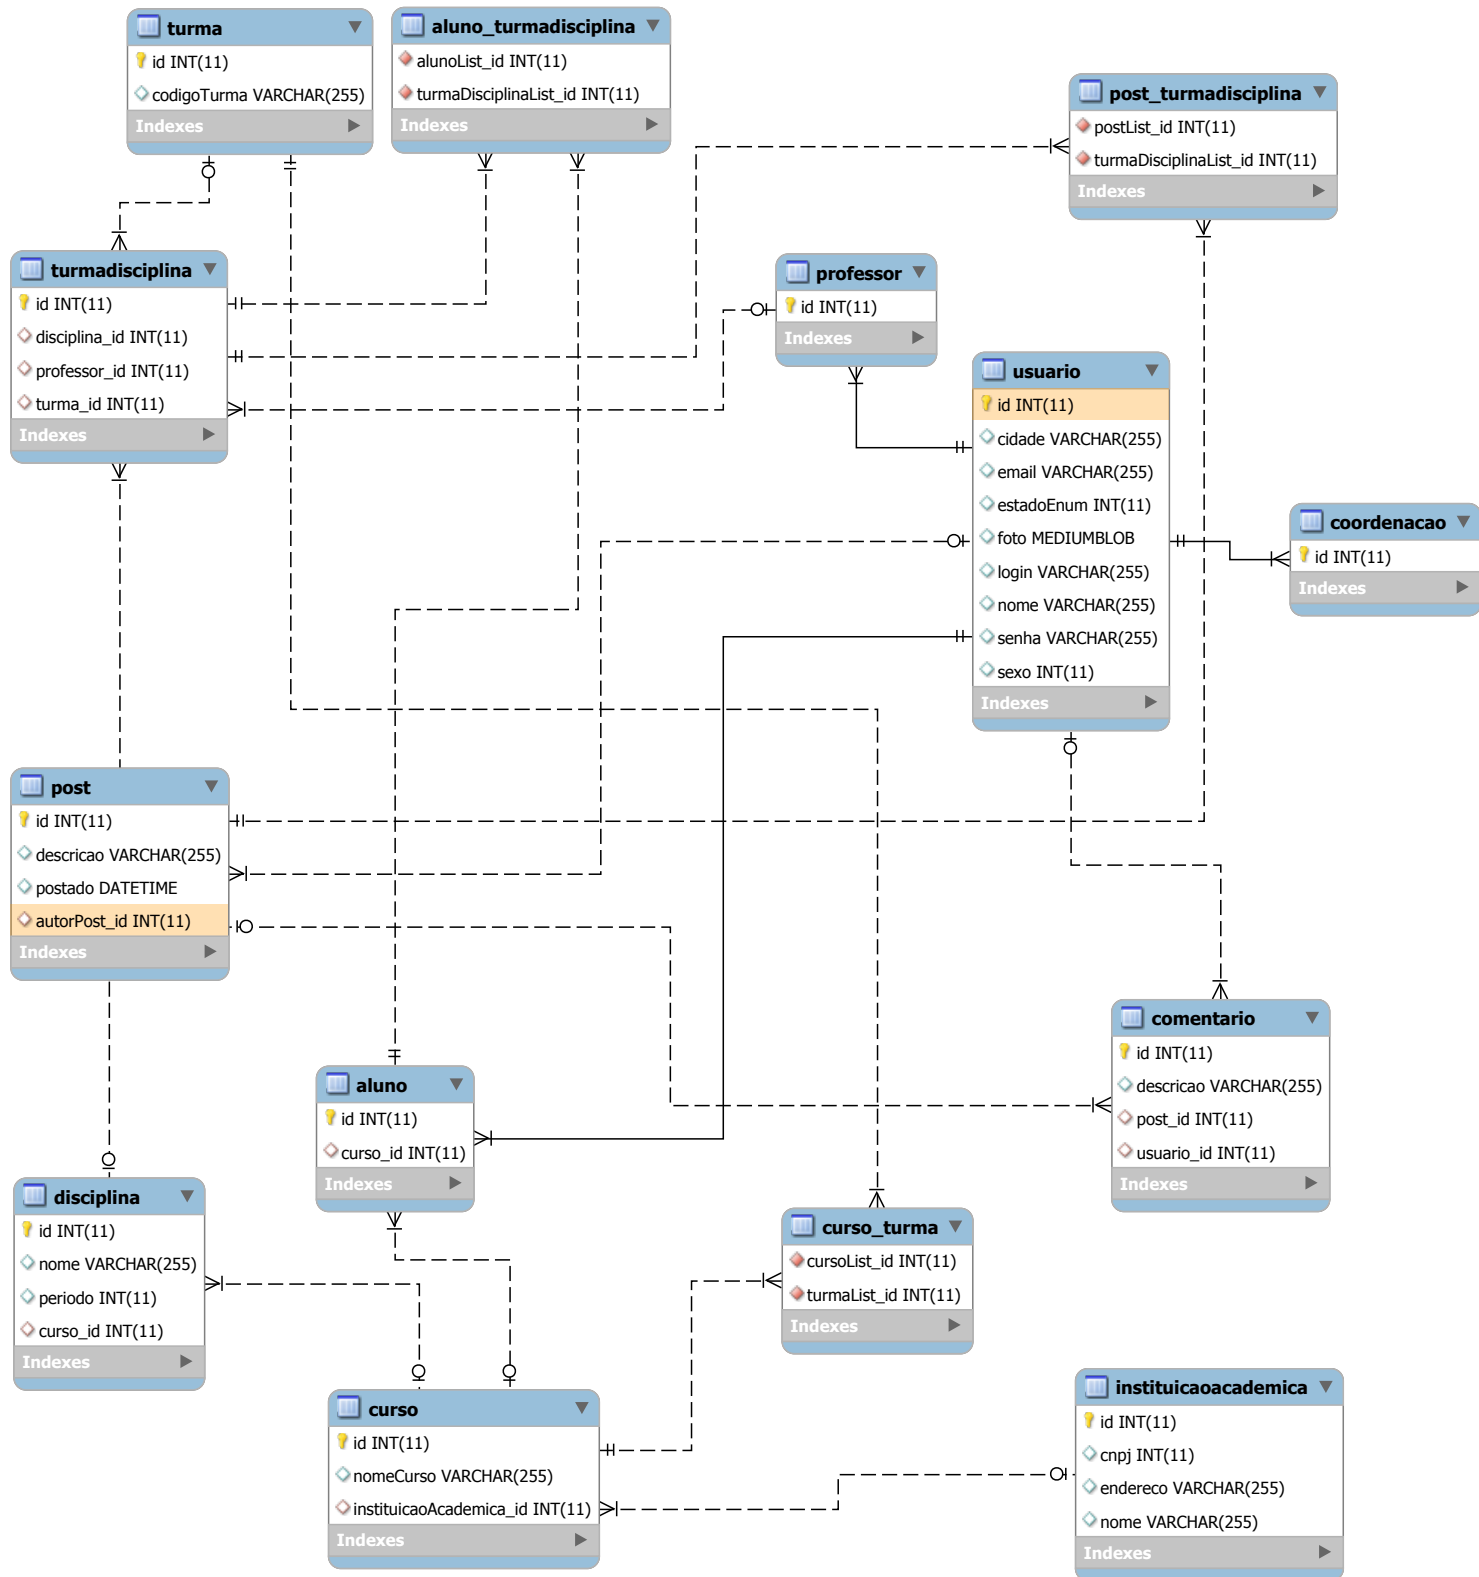 turma
id INT(11)
codigoTurma VARCHAR(255)
Indexes
aluno_turmadisciplina
alunoList_id INT(11)
turmaDisciplinaList_id INT(11)
Indexes
post_turmadisciplina
postList_id INT(11)
turmaDisciplinaList_id INT(11)
Indexes
turmadisciplina
id INT(11)
disciplina_id INT(11)
professor_id INT(11)
turma_id INT(11)
Indexes
professor
id INT(11)
Indexes
usuario
id INT(11)
cidade VARCHAR(255)
email VARCHAR(255)
estadoEnum INT(11)
foto MEDIUMBLOB
login VARCHAR(255)
nome VARCHAR(255)
senha VARCHAR(255)
sexo INT(11)
Indexes
coordenacao
id INT(11)
Indexes
post
id INT(11)
descricao VARCHAR(255)
postado DATETIME
autorPost_id INT(11)
Indexes
comentario
id INT(11)
descricao VARCHAR(255)
post_id INT(11)
usuario_id INT(11)
Indexes
aluno
id INT(11)
curso_id INT(11)
Indexes
disciplina
id INT(11)
nome VARCHAR(255)
periodo INT(11)
curso_id INT(11)
Indexes
curso_turma
cursoList_id INT(11)
turmaList_id INT(11)
Indexes
curso
id INT(11)
nomeCurso VARCHAR(255)
instituicaoAcademica_id INT(11)
Indexes
instituicaoacademica
id INT(11)
cnpj INT(11)
endereco VARCHAR(255)
nome VARCHAR(255)
Indexes